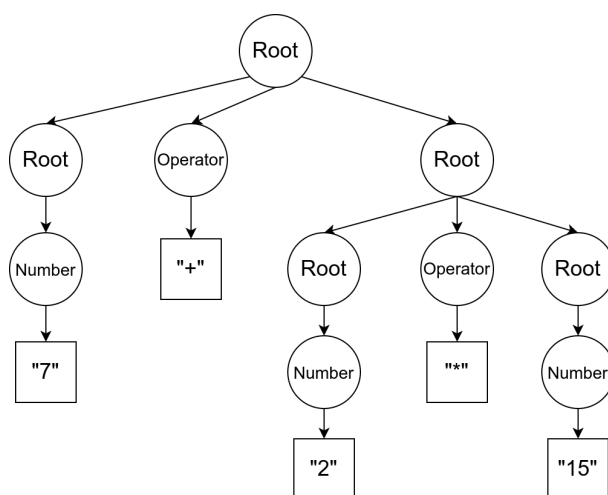 Root
Root
Operator
Root
Number
"+"
Root
Operator
Root
"7"
Number
"*"
Number
"2"
"15"